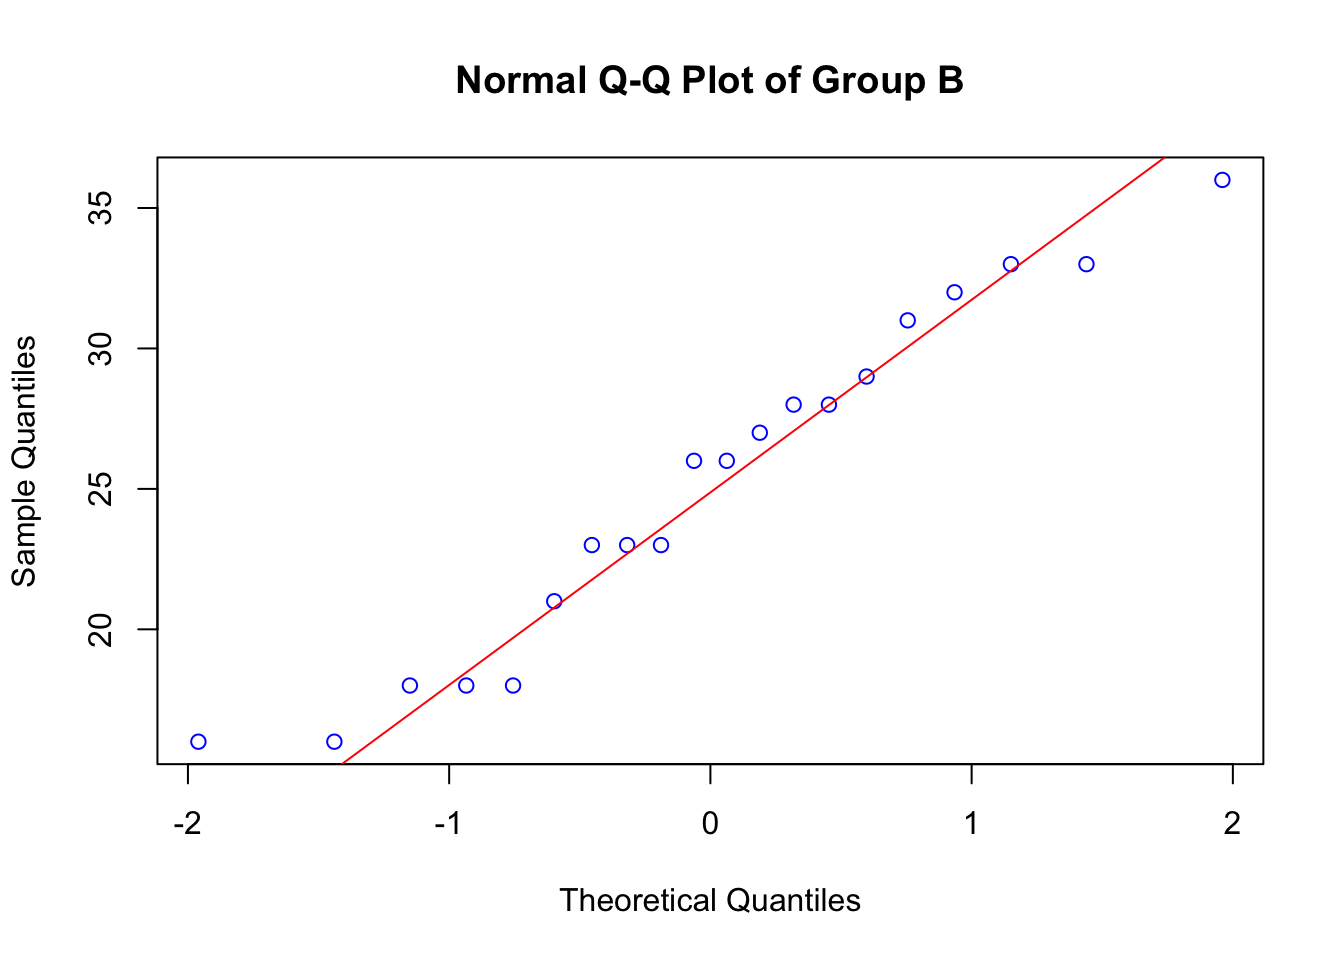 Normal Q-Q Plot of Group B
35
30
25
20
Sample Quantiles
-2 -1 0 1 2
Theoretical Quantiles